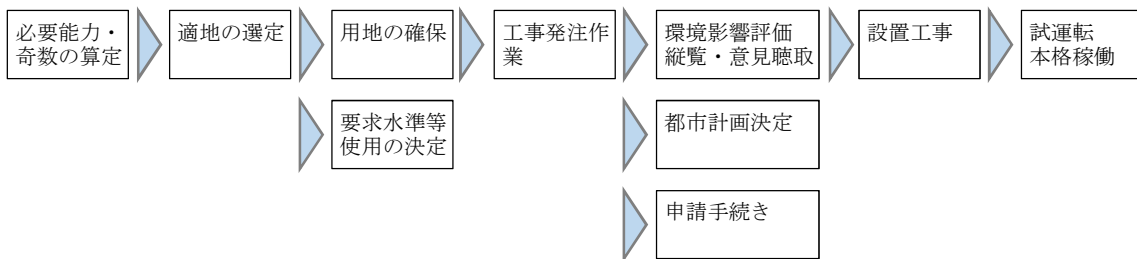 必要能力・
奇数の算定
適地の選定
用地の確保
工事発注作
業
環境影響評価
縦覧・意見聴取
設置工事
試運転
本格稼働
要求水準等
使用の決定
都市計画決定
申請手続き